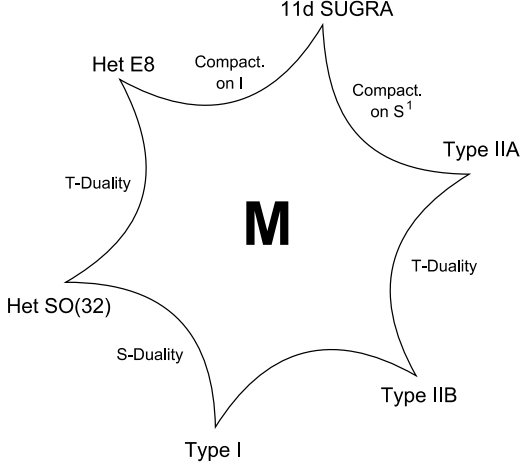 11d SUGRA
Het E8
Compact.
on I
Compact.
on S¹
Type IIA
T-Duality
M
T-Duality
Het SO(32)
S-Duality
Type IIB
Type I